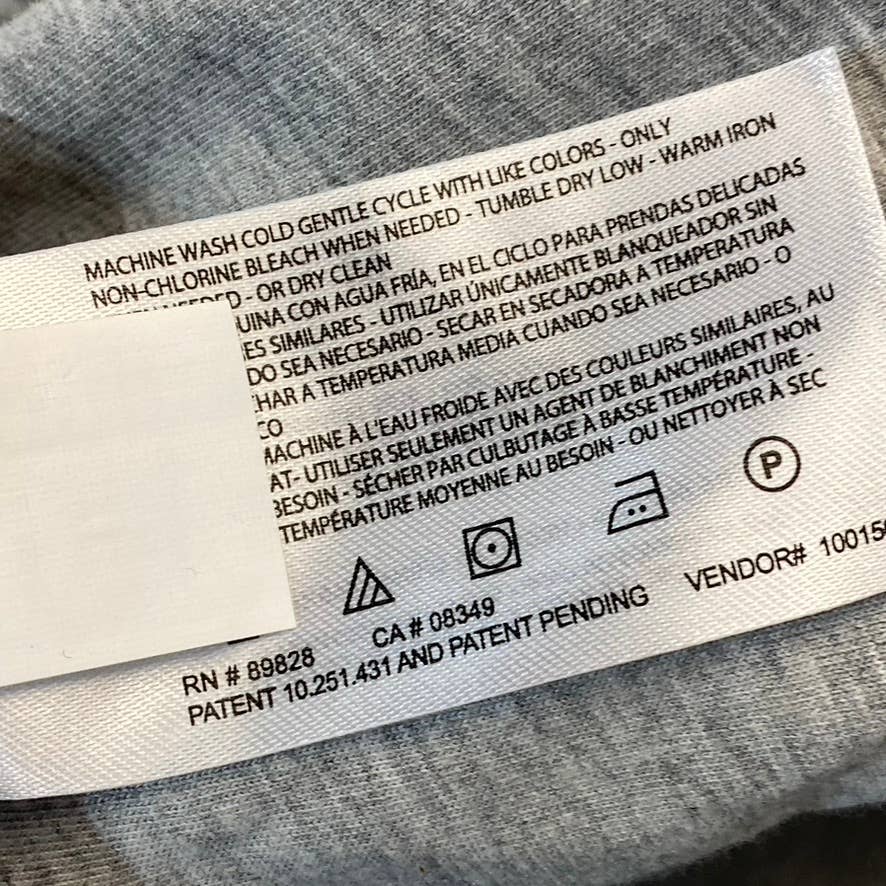 MACHINE WASH COLD GENTLE CYCLE WITH LIKE COLORS - ONLY
NON-CHLORINE BLEACH WHEN NEEDED - TUMBLE DRY LOW - WARM IRON
NEEDED - OR DRY CLEAN
UINA CON AGUA FRÍA, EN EL CICLO PARA PRENDAS DELICADAS
ES SIMILARES - UTILIZAR ÚNICAMENTE BLANQUEADOR SIN
DO SEA NECESARIO - SECAR EN SECADORA A TEMPERATURA
HAR A TEMPERATURA MEDIA CUANDO SEA NECESARIO - O
CO
MACHINE À L'EAU FROIDE AVEC DES COULEURS SIMILAIRES, AU
AT- UTILISER SEULEMENT UN AGENT DE BLANCHIMENT NON
BESOIN - SÉCHER PAR CULBUTAGE À BASSE TEMPÉRATURE -
TEMPÉRATURE MOYENNE AU BESOIN - OU NETTOYER À SEC
P
RN # 89828 CA # 08349
PATENT 10.251.431 AND PATENT PENDING VENDOR# 10015